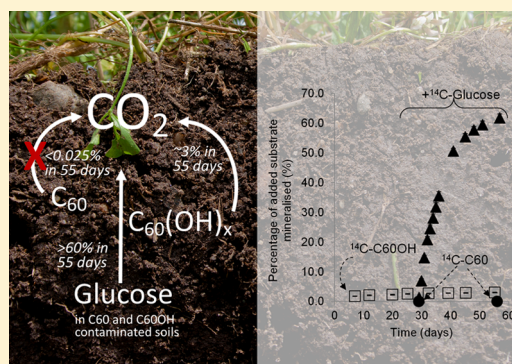 CO2
<0.025%
in 55 days
X
C60
~3% in
55 days
C60(OH)x
>60% in
55 days
Glucose
in C60 and C60OH
contaminated soils
Percentage of added substrate
mineralised (%)
70.0
60.0
50.0
40.0
30.0
20.0
10.0
0.0
+14C-Glucose
14C-C60OH
14C-C60
0 10 20 30 40 50 60
Time (days)